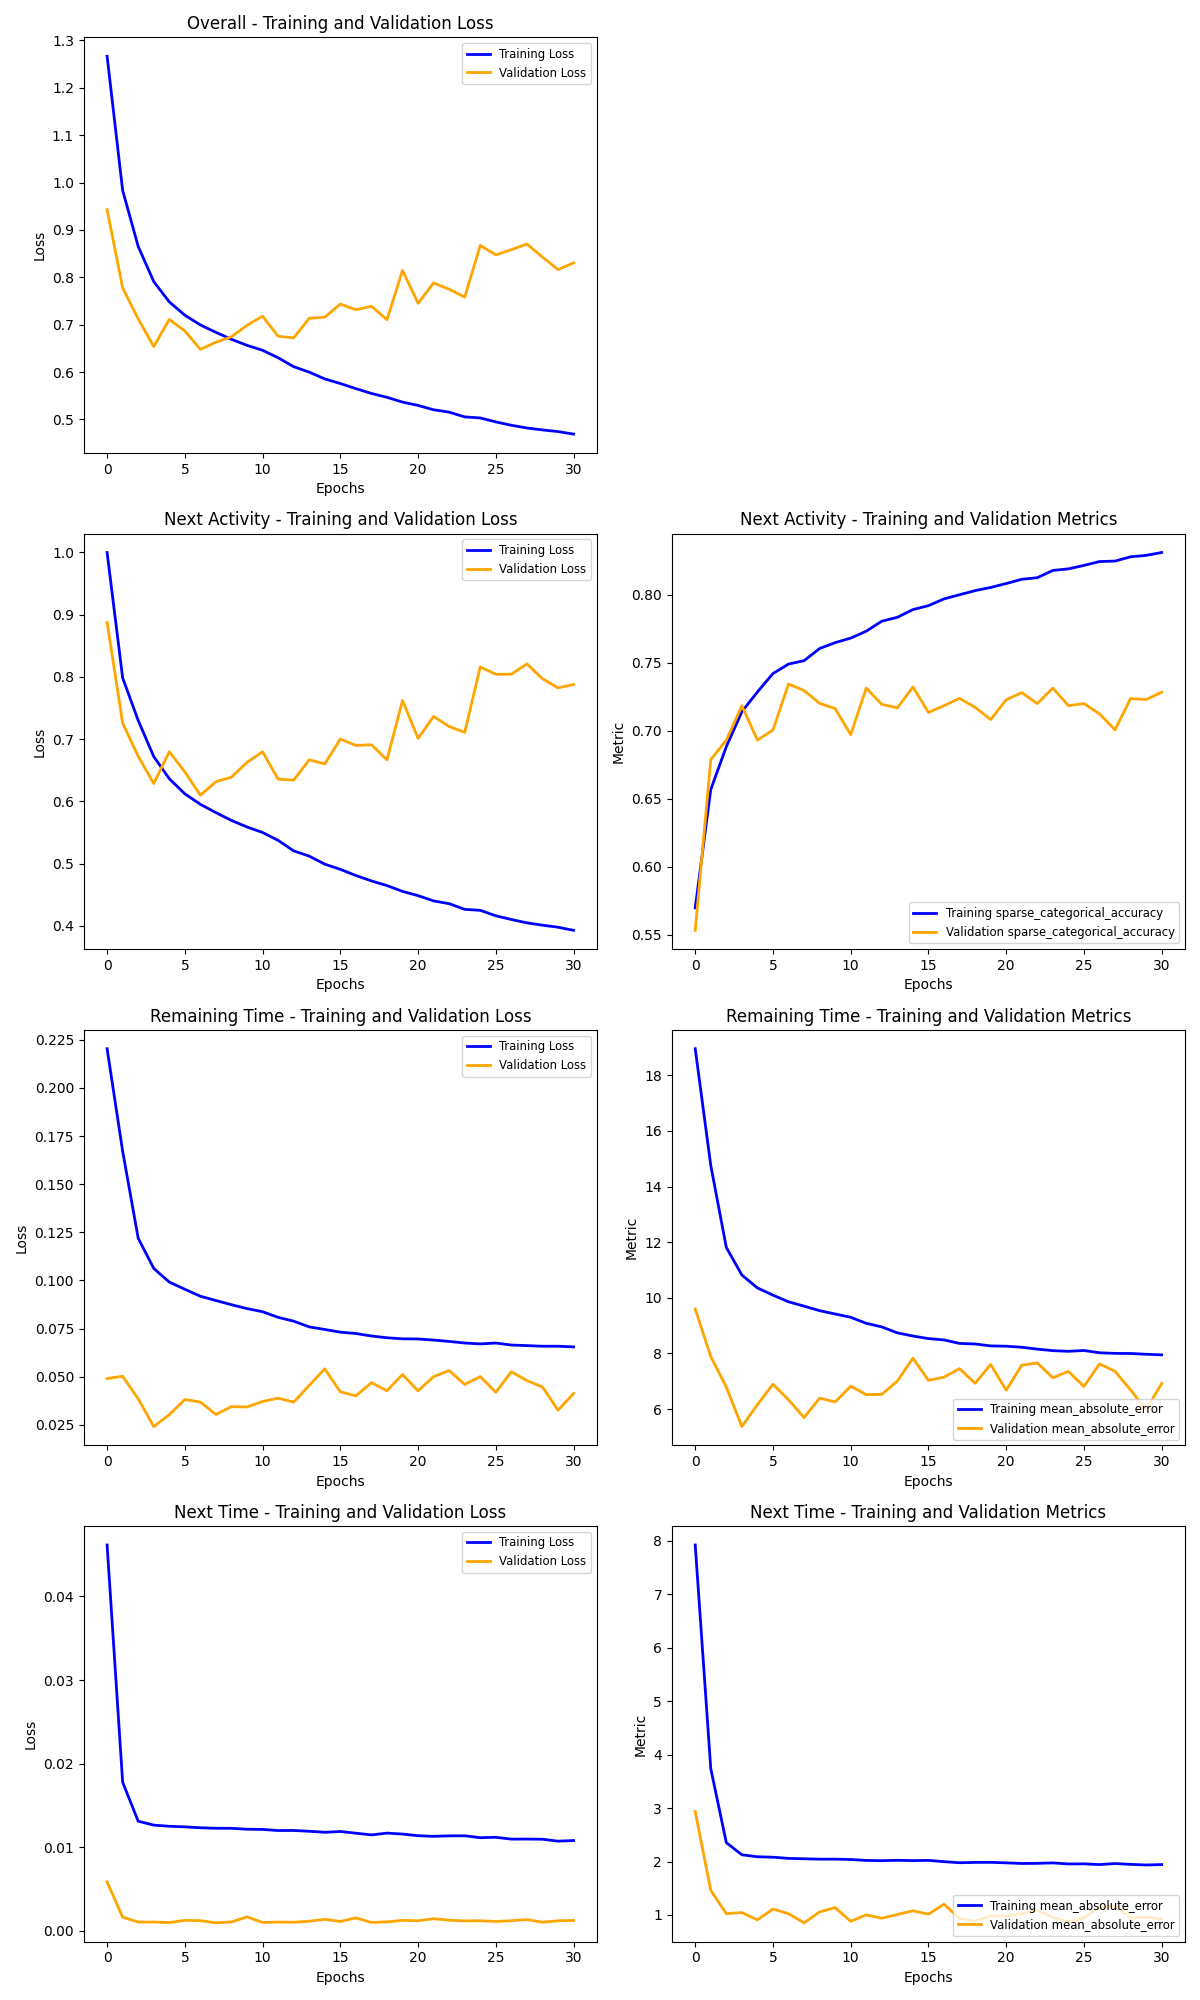 Overall - Training and Validation Loss
Training Loss
Validation Loss
1.3
1.2
1.1
1.0
0.9
0.8
0.7
0.6
0.5
Loss
0 5 10 15 20 25 30
Epochs
Next Activity - Training and Validation Loss
Training Loss
Validation Loss
1.0
0.9
0.8
0.7
0.6
0.5
0.4
Loss
0 5 10 15 20 25 30
Epochs
Next Activity - Training and Validation Metrics
0.80
0.75
0.70
0.65
0.60
0.55
Metric
Training sparse_categorical_accuracy
Validation sparse_categorical_accuracy
0 5 10 15 20 25 30
Epochs
Remaining Time - Training and Validation Loss
Training Loss
Validation Loss
0.225
0.200
0.175
0.150
0.125
0.100
0.075
0.050
0.025
Loss
0 5 10 15 20 25 30
Epochs
Remaining Time - Training and Validation Metrics
18
16
14
12
10
8
6
Metric
Training mean_absolute_error
Validation mean_absolute_error
0 5 10 15 20 25 30
Epochs
Next Time - Training and Validation Loss
Training Loss
Validation Loss
0.04
0.03
0.02
0.01
0.00
Loss
0 5 10 15 20 25 30
Epochs
Next Time - Training and Validation Metrics
8
7
6
5
4
3
2
1
Metric
Training mean_absolute_error
Validation mean_absolute_error
0 5 10 15 20 25 30
Epochs